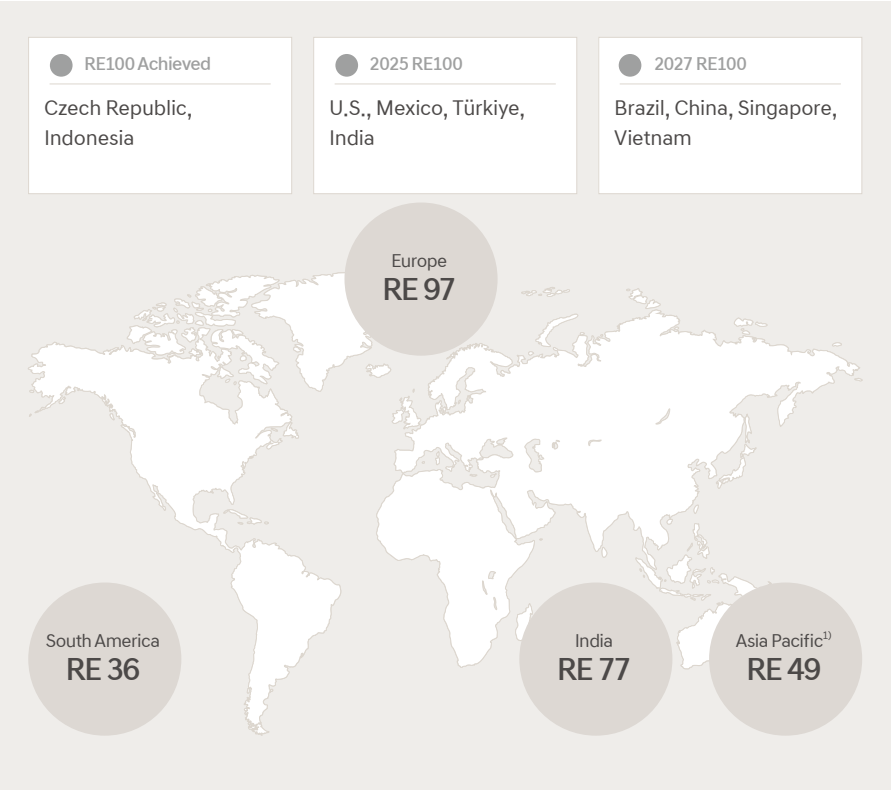 RE100 Achieved
Czech Republic,
Indonesia
2025 RE100
U.S., Mexico, Türkiye,
India
2027 RE100
Brazil, China, Singapore,
Vietnam
Europe
RE 97
South America
RE 36
India
RE 77
Asia Pacific1)
RE 49